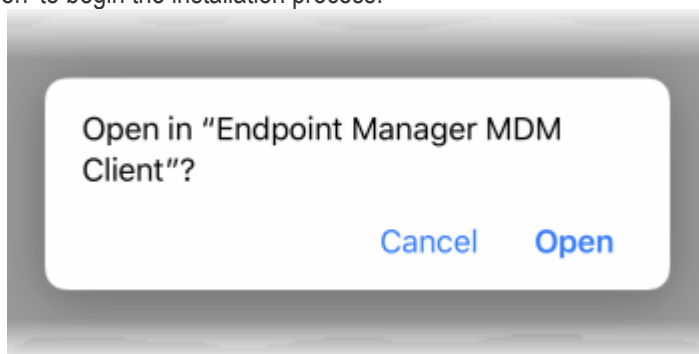 to begin the installation process.
Open in “Endpoint Manager MDM
Client”?
Cancel Open